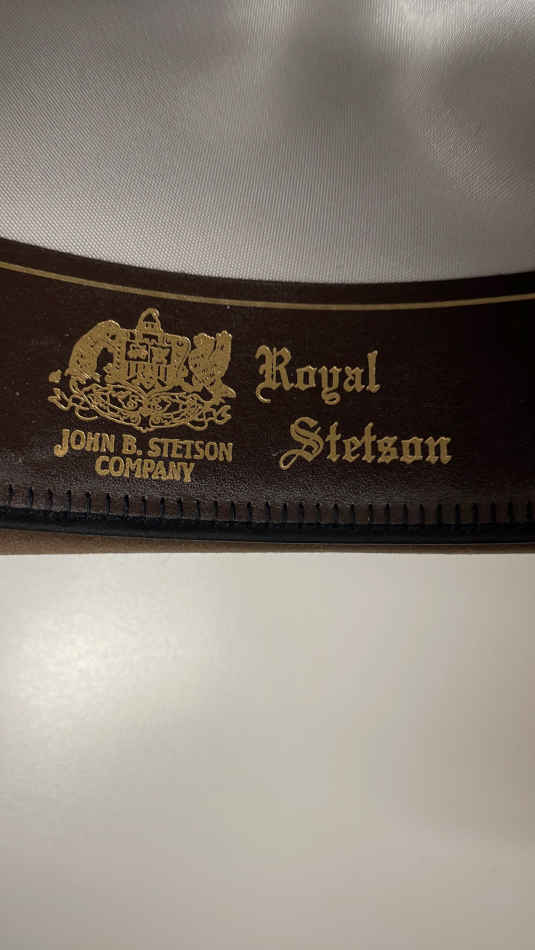 Royal
Stetson
JOHN B. STETSON
COMPANY